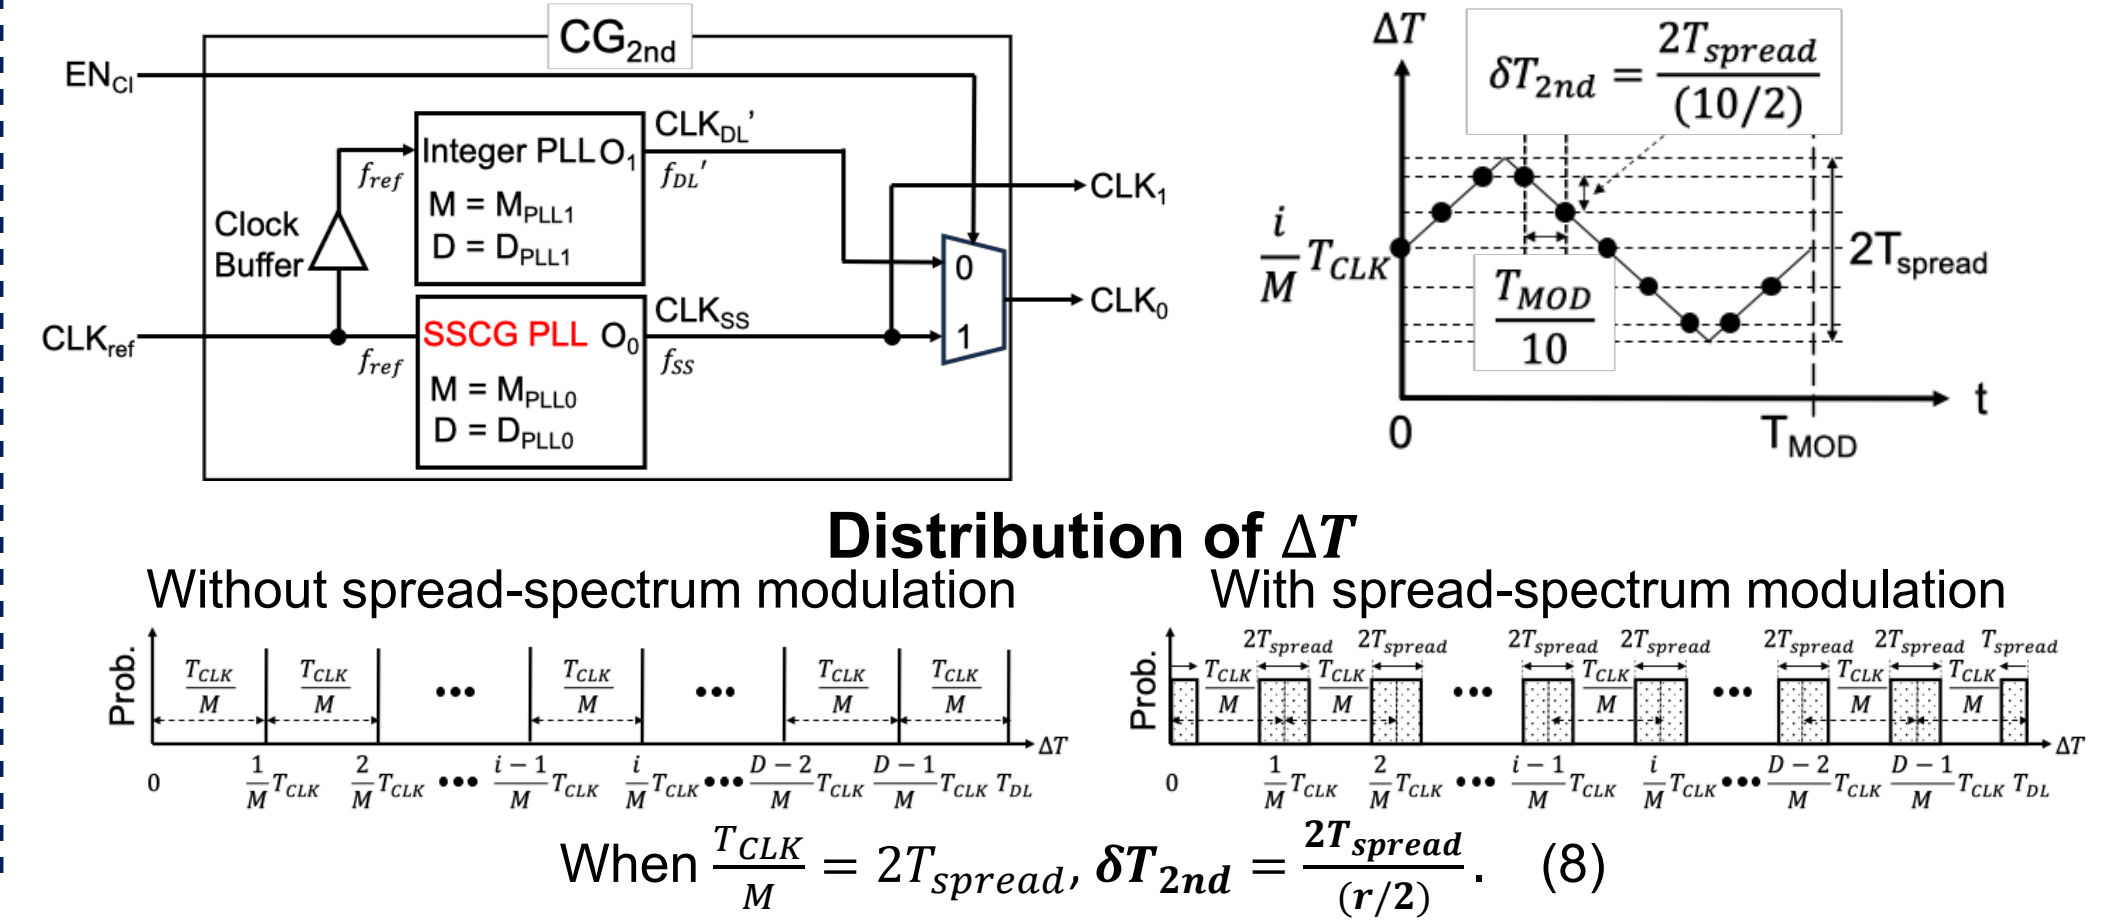 CG2nd
ENCI
Integer PLL O1
M = MPLL1
D = DPLL1
fref
CLKDL'
fDL'
CLK1
Clock
Buffer
0
1
CLK0
CLKref
fref
SSCG PLL O0
M = MPLL0
D = DPLL0
CLKSS
fSS
ΔT
δT2nd = 2Tspread/(10/2)
i/M TCLK
2Tspread
TMOD/10
0
TMOD
t
Distribution of ΔT
Without spread-spectrum modulation
Prob.
TCLK/M TCLK/M ••• TCLK/M ••• TCLK/M TCLK/M
ΔT
0 1/M TCLK 2/M TCLK ••• i − 1/M TCLK i/M TCLK ••• D − 2/M TCLK D − 1/M TCLK TDL
With spread-spectrum modulation
2Tspread 2Tspread 2Tspread 2Tspread 2Tspread 2Tspread Tspread
Prob.
TCLK/M TCLK/M ••• TCLK/M ••• TCLK/M TCLK/M
ΔT
0 1/M TCLK 2/M TCLK ••• i − 1/M TCLK i/M TCLK ••• D − 2/M TCLK D − 1/M TCLK TDL
When TCLK/M = 2Tspread, δT2nd = 2Tspread/(r/2). (8)